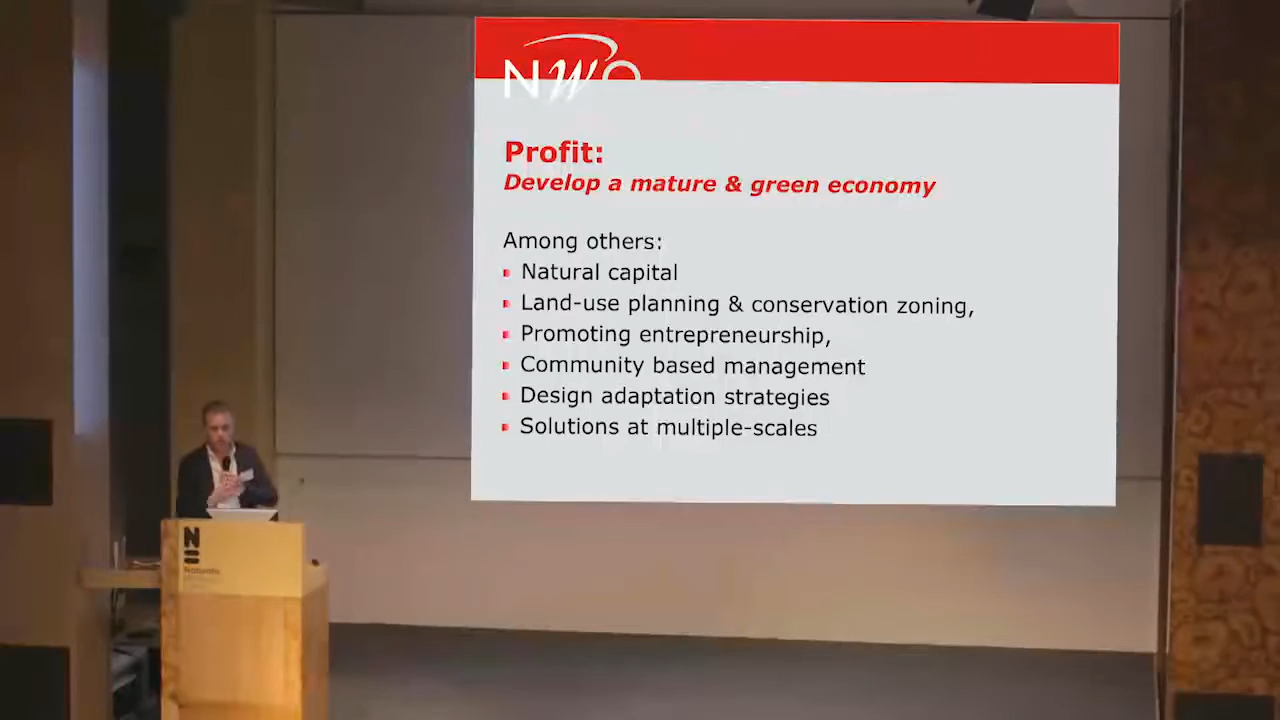 NWO
Profit:
Develop a mature & green economy
Among others:
Natural capital
Land-use planning & conservation zoning,
Promoting entrepreneurship,
Community based management
Design adaptation strategies
Solutions at multiple-scales
N
Naturalis